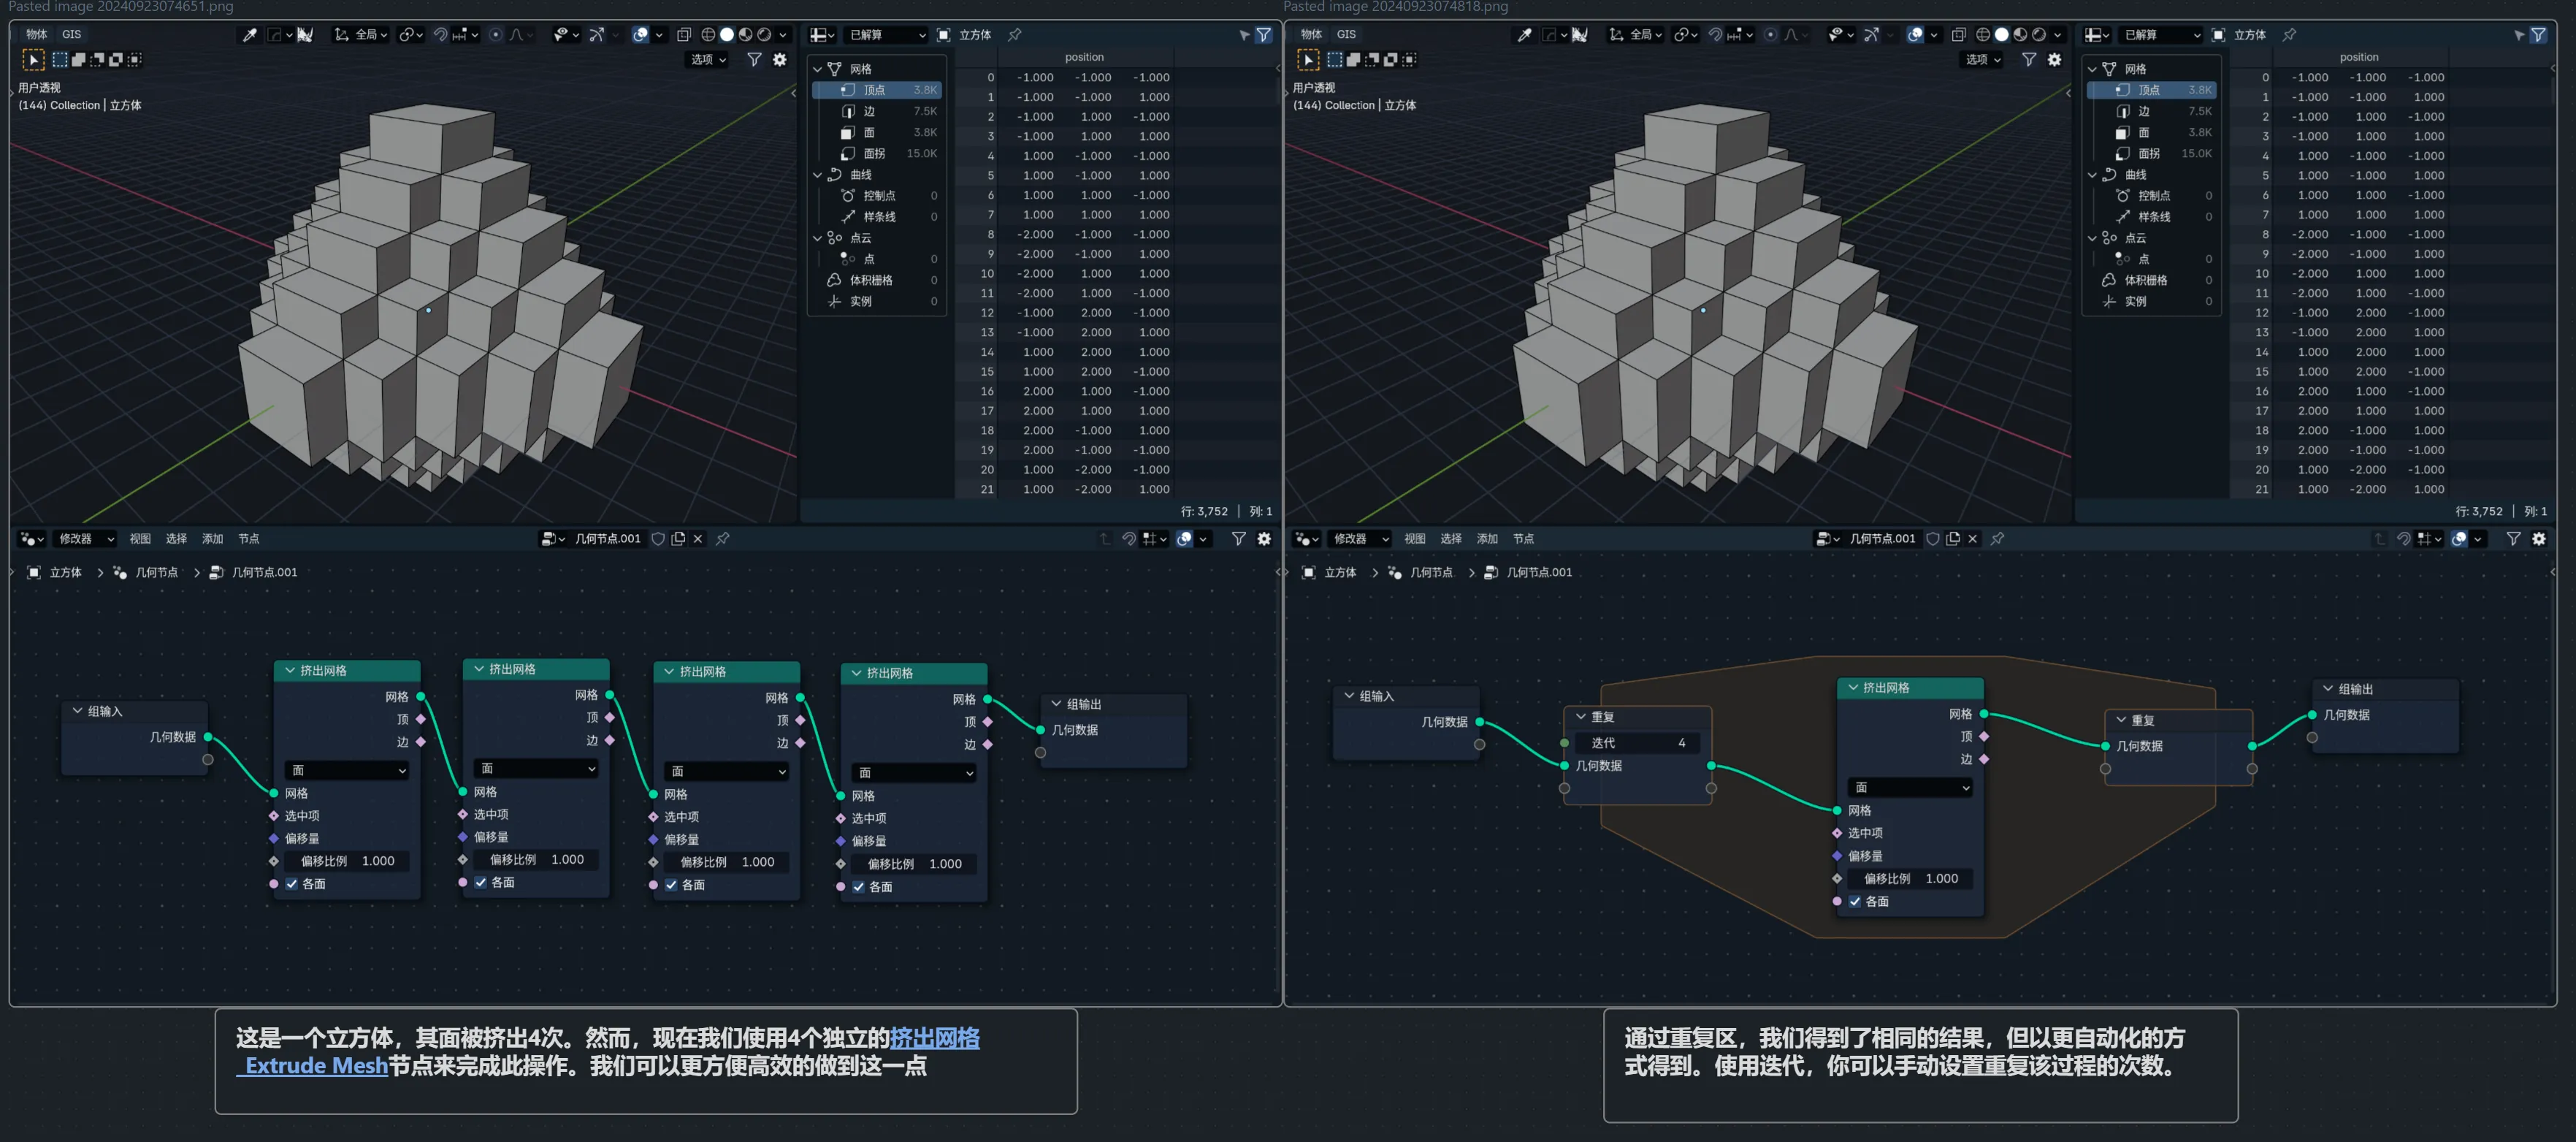 Pasted image 20240923074651.png
物体 GIS
全局
选项
用户透视
(144) Collection | 立方体
已解算
立方体
网格
顶点 3.8K
边 7.5K
面 3.8K
面拐 15.0K
曲线
控制点 0
样条线 0
点云
点 0
体积栅格 0
实例 0
position
0 -1.000 -1.000 -1.000
1 -1.000 -1.000 1.000
2 -1.000 1.000 -1.000
3 -1.000 1.000 1.000
4 1.000 -1.000 -1.000
5 1.000 -1.000 1.000
6 1.000 1.000 -1.000
7 1.000 1.000 1.000
8 -2.000 -1.000 -1.000
9 -2.000 -1.000 1.000
10 -2.000 1.000 -1.000
11 -2.000 1.000 1.000
12 -1.000 2.000 -1.000
13 -1.000 2.000 1.000
14 1.000 2.000 -1.000
15 1.000 2.000 1.000
16 2.000 1.000 -1.000
17 2.000 1.000 1.000
18 2.000 -1.000 1.000
19 2.000 -1.000 -1.000
20 1.000 -2.000 -1.000
21 1.000 -2.000 1.000
行: 3,752 | 列: 1
修改器 视图 选择 添加 节点
几何节点.001
立方体 > 几何节点 > 几何节点.001
组输入
几何数据
挤出网格
网格
顶
边
面
网格
选中项
偏移量
偏移比例 1.000
各面
挤出网格
网格
顶
边
面
网格
选中项
偏移量
偏移比例 1.000
各面
挤出网格
网格
顶
边
面
网格
选中项
偏移量
偏移比例 1.000
各面
挤出网格
网格
顶
边
面
网格
选中项
偏移量
偏移比例 1.000
各面
组输出
几何数据
这是一个立方体，其面被挤出4次。然而，现在我们使用4个独立的挤出网格
Extrude Mesh节点来完成此操作。我们可以更方便高效的做到这一点
Pasted image 20240923074818.png
物体 GIS
全局
选项
用户透视
(144) Collection | 立方体
已解算
立方体
网格
顶点 3.8K
边 7.5K
面 3.8K
面拐 15.0K
曲线
控制点 0
样条线 0
点云
点 0
体积栅格 0
实例 0
position
0 -1.000 -1.000 -1.000
1 -1.000 -1.000 1.000
2 -1.000 1.000 -1.000
3 -1.000 1.000 1.000
4 1.000 -1.000 -1.000
5 1.000 -1.000 1.000
6 1.000 1.000 -1.000
7 1.000 1.000 1.000
8 -2.000 -1.000 -1.000
9 -2.000 -1.000 1.000
10 -2.000 1.000 -1.000
11 -2.000 1.000 1.000
12 -1.000 2.000 -1.000
13 -1.000 2.000 1.000
14 1.000 2.000 -1.000
15 1.000 2.000 1.000
16 2.000 1.000 -1.000
17 2.000 1.000 1.000
18 2.000 -1.000 1.000
19 2.000 -1.000 -1.000
20 1.000 -2.000 -1.000
21 1.000 -2.000 1.000
行: 3,752 | 列: 1
修改器 视图 选择 添加 节点
几何节点.001
立方体 > 几何节点 > 几何节点.001
组输入
几何数据
重复
迭代 4
几何数据
挤出网格
网格
顶
边
面
网格
选中项
偏移量
偏移比例 1.000
各面
重复
几何数据
组输出
几何数据
通过重复区，我们得到了相同的结果，但以更自动化的方
式得到。使用迭代，你可以手动设置重复该过程的次数。